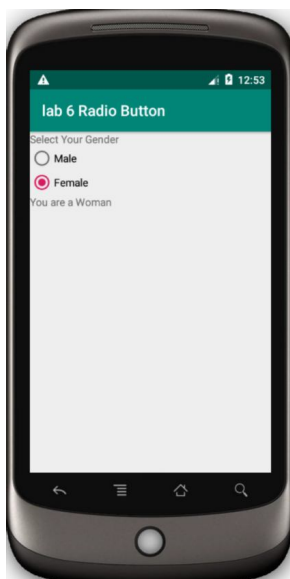 12:53
lab 6 Radio Button
Select Your Gender
Male
Female
You are a Woman